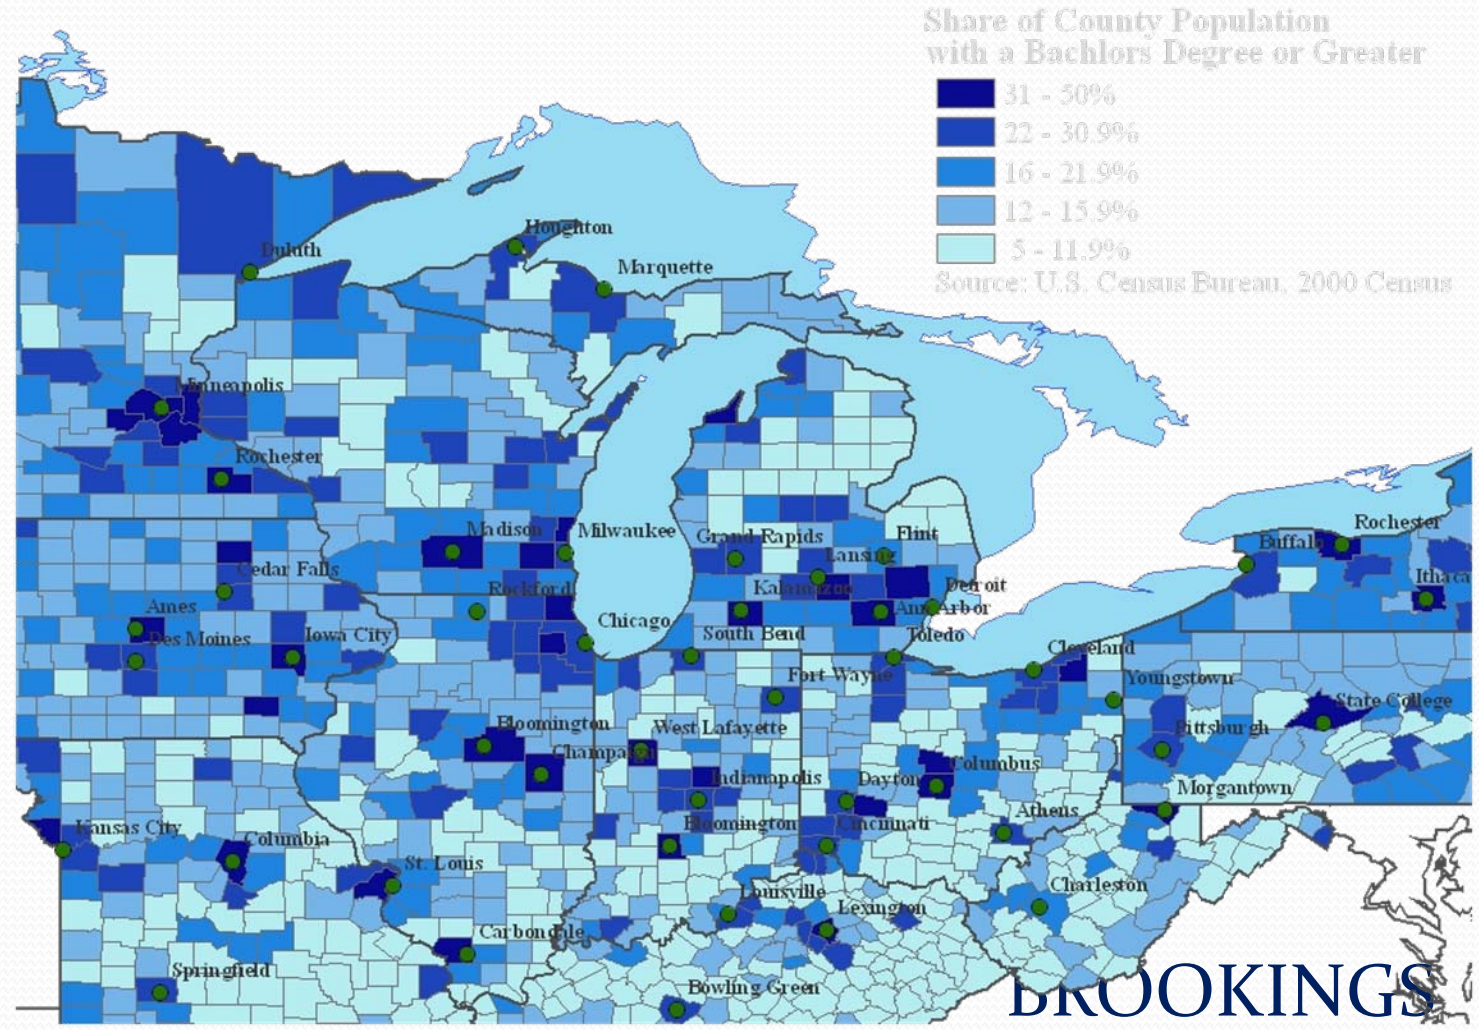 Share of County Population
with a Bachlors Degree or Greater
31 - 50%
22 - 30.9%
16 - 21.9%
12 - 15.9%
5 - 11.9%
Source: U.S. Census Bureau, 2000 Census
Houghton
Duluth
Marquette
Minneapolis
Rochester
Madison
Milwaukee
Grand Rapids
Flint
Lansing
Rochester
Buffalo
Ithaca
Cedar Falls
Rockford
Kalamazoo
Detroit
Ann Arbor
Ames
Des Moines
Iowa City
Chicago
South Bend
Toledo
Cleveland
Fort Wayne
Youngstown
State College
Bloomington
West Lafayette
Pittsburgh
Champaign
Indianapolis
Dayton
Columbus
Morgantown
Kansas City
Columbia
Bloomington
Cincinnati
Athens
St. Louis
Louisville
Lexington
Charleston
Carbondale
Springfield
Bowling Green
BROOKINGS